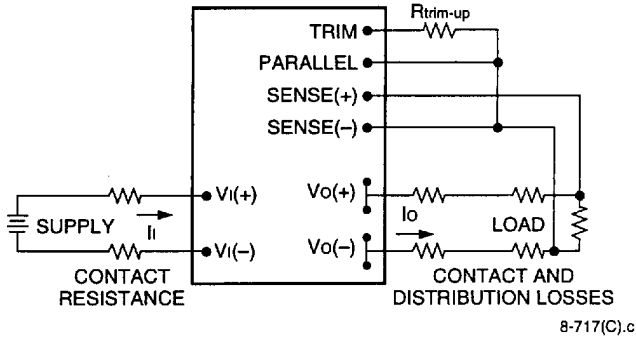 TRIM
Rtrim-up
PARALLEL
SENSE(+)
SENSE(–)
VI(+)
VO(+)
SUPPLY
II
IO
LOAD
VI(–)
VO(–)
CONTACT
RESISTANCE
CONTACT AND
DISTRIBUTION LOSSES
8-717(C).c